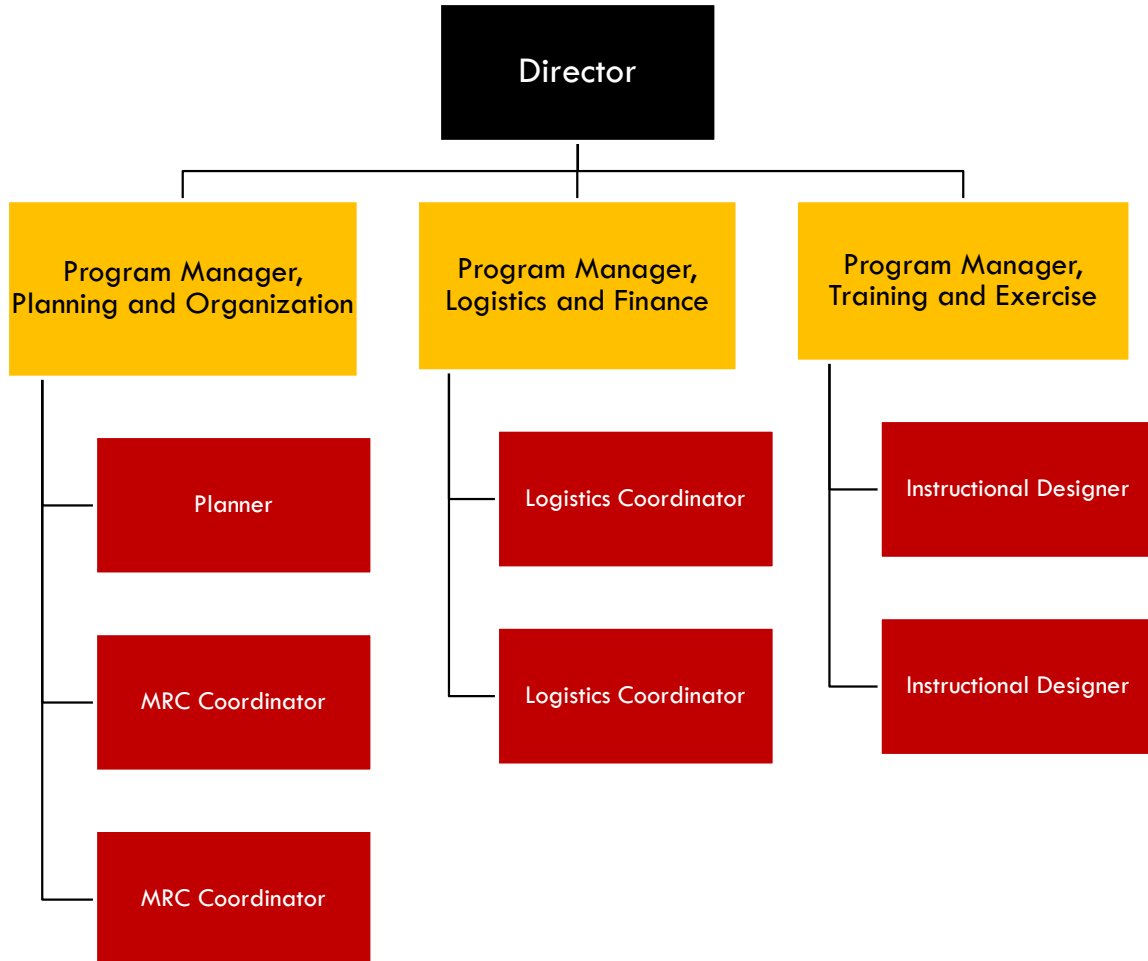 Director
Program Manager,
Planning and Organization
Program Manager,
Logistics and Finance
Program Manager,
Training and Exercise
Planner
MRC Coordinator
MRC Coordinator
Logistics Coordinator
Logistics Coordinator
Instructional Designer
Instructional Designer